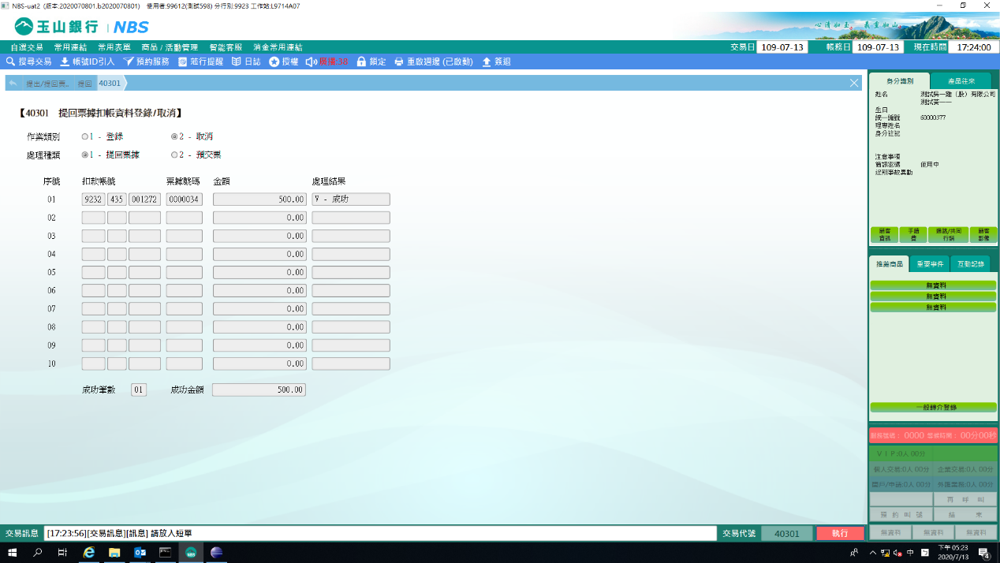 NBS-uat2 (版本:2020070801.b2020070801) 使用者:99612(測試598) 分行別:9923 工作站:L9714A07
玉山銀行 NBS
心清如玉，義重如山
自選交易 常用連結 常用表單 商品 / 活動管理 智能客服 消金常用連結
交易日 109-07-13 帳務日 109-07-13 現在時間 17:24:00
搜尋交易 帳號ID引入 預約服務 蒞行提醒 日誌 授權 廣播:38 鎖定 重啟週邊 (已啟動) 簽退
提出/提回票.. 提回 40301
【40301 提回票據扣帳資料登錄/取消】
作業類別 1 - 登錄 2 - 取消
處理種類 1 - 提回票據 2 - 預交票
序號 扣款帳號 票據號碼 金額 處理結果
01 9232 435 001272 0000034 500.00 Y - 成功
02 0.00
03 0.00
04 0.00
05 0.00
06 0.00
07 0.00
08 0.00
09 0.00
10 0.00
成功筆數 01 成功金額 500.00
身分識別 產品往來
姓名 測試吳一雞（股）有限公司
測試茶一一
生日
統一編號 60000377
理專姓名
身分註記
注意事項
簡訊密碼 使用中
近期事故異動
顧客資訊 手續費 據區/共同行銷 顧客影像
推薦商品 重要事件 互動記錄
無資料
無資料
無資料
一般轉介登錄
服務號碼： 0000 等候時間： 00分00秒
ＶＩＰ:0人 00分
個人交易:0人 00分 企業交易:0人 00分
開戶/申請:0人 00分 外匯業務:0人 00分
再 呼 叫
預 約 叫 號 結 束
無資料 無資料 無資料
交易訊息 [17:23:56][交易訊息][訊息] 請放入短單 交易代號 40301 執行
中 下午 05:23
2020/7/13 4